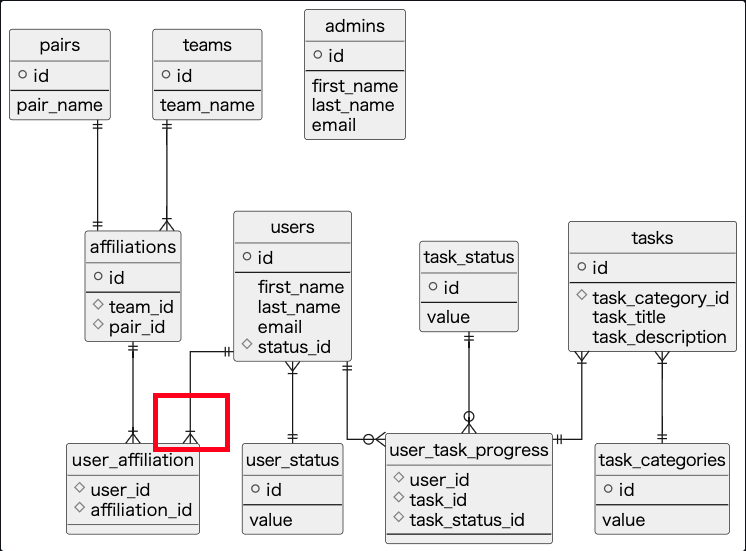 pairs
id
pair_name
teams
id
team_name
admins
id
first_name
last_name
email
affiliations
id
team_id
pair_id
users
id
first_name
last_name
email
status_id
task_status
id
value
tasks
id
task_category_id
task_title
task_description
user_affiliation
user_id
affiliation_id
user_status
id
value
user_task_progress
user_id
task_id
task_status_id
task_categories
id
value